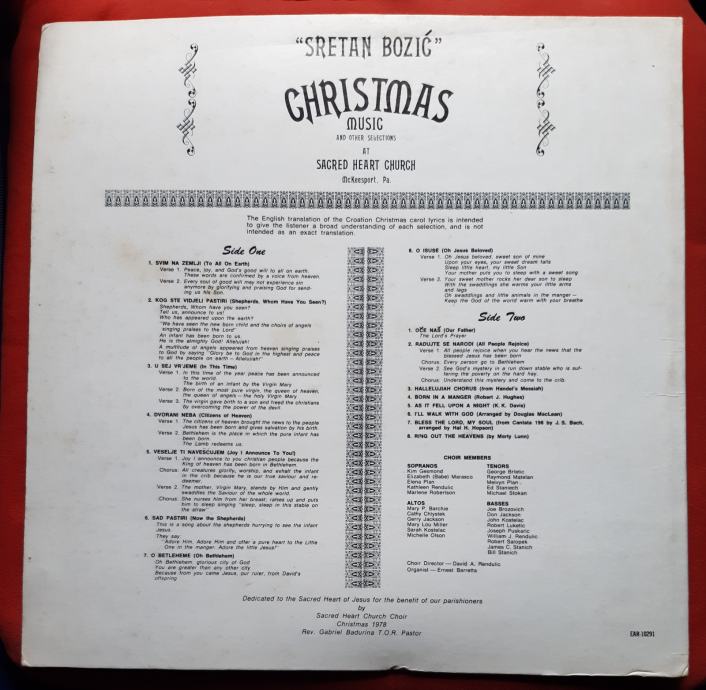 "SRETAN BOZIĆ"
CHRISTMAS
MUSIC
AND OTHER SELECTIONS
AT
SACRED HEART CHURCH
McKeesport, Pa.
The English translation of the Croatian Christmas carol lyrics is intended
to give the listener a broad understanding of each selection, and is not
intended as an exact translation.
Side One
1. SVIM NA ZEMLJI (To All On Earth)
Verse 1. Peace, joy, and God's good will to all on earth.
These words are confirmed by a voice from heaven.
Verse 2. Every soul of good will may not experience sin
anymore by glorifying and praising God for send-
ing us his Son.
2. KOG STE VIDJELI PASTIRI (Shepherds, Whom Have You Seen?)
Shepherds, Whom have you seen?
Tell us, announce to us!
Who has appeared upon the earth?
"We have seen the new born child and the choirs of angels
singing praises to the Lord"
An infant has been born to us.
He is the almighty God! Alleluja!
A multitude of angels appeared from heaven singing praises
to God by saying "Glory be to God in the highest and peace
to all the people on earth – Alleluiah!"
3. U SEJ VRIJEME (In This Time)
Verse 1. In this time of the year peace has been announced
to the world.
The birth of an infant by the Virgin Mary
Verse 2. Born of the most pure virgin, the queen of heaven,
the queen of angels – the holy Virgin Mary
Verse 3. The virgin gave birth to a son and freed the christians
by overcoming the power of the devil.
4. DVORANI NEBA (Citizens of Heaven)
Verse 1. The citizens of heaven brought the news to the people
Jesus has been born and gives salvation by his birth.
Verse 2. Bethlehem is the place in which the pure infant has
been born.
The Lamb redeems us.
5. VESELJE TI NAVESCUJEM (Joy I Announce To You!)
Verse 1. Joy I announce to you christian people because the
King of heaven has been born in Bethlehem.
Chorus: All creatures glorify, worship, and exhalt the infant
in the crib because he is our true saviour and re-
deemer.
Verse 2. The mother, the Virgin Mary, stands by Him and gently
swaddles the Saviour of the whole world.
Chorus: She nurses him from her breast; raises up and puts
him to sleep singing "sleep, sleep in this stable on
the straw"
6. SAD PASTIRI (Now the Shepherds)
This is a song about the shepherds hurrying to see the infant
Jesus.
They say:
"Adore Him, Adore Him and offer a pure heart to the Little
One in the manger. Adore the little Jesus!"
7. O BETLEHEME (Oh Bethlehem)
Oh Bethlehem, glorious city of God
You are greater than any other city
Because from you came Jesus, our ruler, from David's
offspring
8. O ISUSE (Oh Jesus Beloved)
Verse 1. Oh Jesus beloved, sweet son of mine
Upon your eyes, your sweet dream falls
Sleep little heart, my little Son
Your mother puts you to sleep with a sweet song
Verse 3. Your sweet mother rocks her dear son to sleep
With the swaddlings she warms your little arms
and legs
Oh swaddlings and little animals in the manger –
Keep the God of the world warm with your breathe
Side Two
1. OČE NAŠ (Our Father)
The Lord's Prayer
2. RADUJTE SE NARODI (All People Rejoice)
Verse 1. All people rejoice when you hear the news that the
blessed Jesus has been born
Chorus: Every person go to Bethlehem
Verse 2. See God's mystery in a run down stable who is suf-
fering the poverty on the hard hay.
Chorus: Understand this mystery and come to the crib.
3. HALLELUJAH CHORUS (from Handel's Messiah)
4. BORN IN A MANGER (Robert J. Hughes)
5. AS IT FELL UPON A NIGHT (K. K. Davis)
6. I'LL WALK WITH GOD (Arranged by Douglas MacLean)
7. BLESS THE LORD, MY SOUL (from Cantata 196 by J. S. Bach,
arranged by Hal H. Hopson)
8. RING OUT THE HEAVENS (by Morty Lunn)
CHOIR MEMBERS
SOPRANOS
Kim Gesmond
Elizabeth (Babe) Marasco
Elena Plan
Kathleen Rendulic
Marlene Robertson
ALTOS
Mary P. Barchie
Cathy Chlystek
Gerry Jackson
Mary Lou Miller
Sarah Kostelac
Michelle Olson
TENORS
George Brletic
Raymond Matelan
Melvyn Plan
Ed Staniech
Michael Stokan
BASSES
Joe Brozovich
Don Jackson
John Kostelac
Robert Luketic
Joseph Puskaric
William J. Rendulic
Robert Salopek
James C. Stanich
Bill Stanich
Choir Director — David A. Rendulic
Organist — Ernest Barretta
Dedicated to the Sacred Heart of Jesus for the benefit of our parishioners
by
Sacred Heart Church Choir
Christmas 1978
Rev. Gabriel Badurina T.O.R. Pastor
EAR-10291